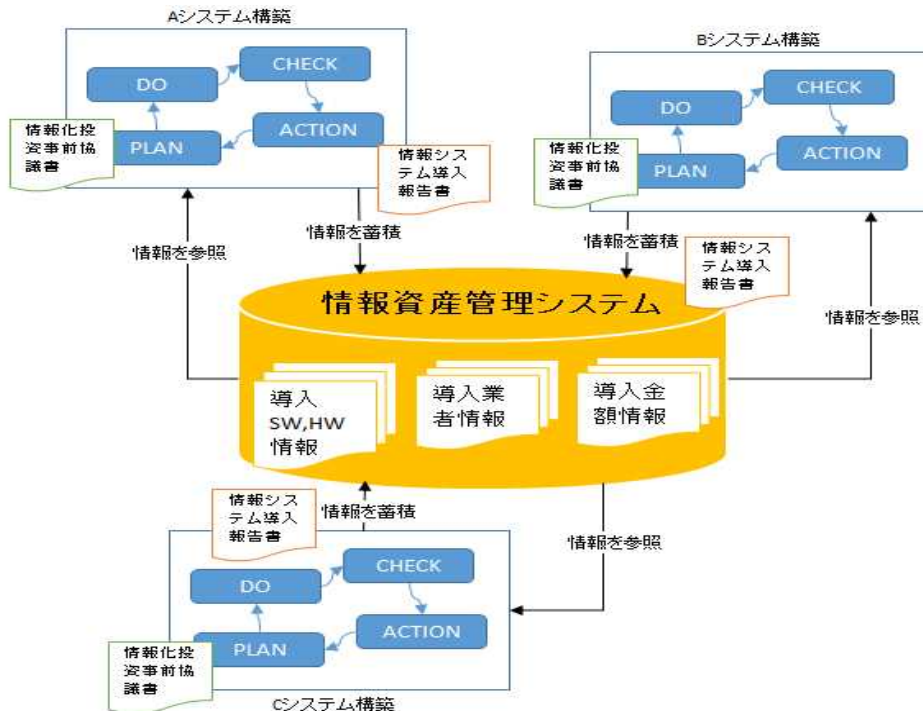 Aシステム構築
CHECK
DO
ACTION
PLAN
情報化投
資事前協
議書
情報シス
テム導入
報告書
Bシステム構築
CHECK
DO
ACTION
PLAN
情報化投
資事前協
議書
情報を参照
情報を蓄積
情報を蓄積
情報シス
テム導入
報告書
情報を参照
情報資産管理システム
導入
SW,HW
情報
導入業
者情報
導入金
額情報
情報シス
テム導入
報告書
情報を蓄積
情報を参照
CHECK
DO
ACTION
PLAN
情報化投
資事前協
議書
Cシステム構築